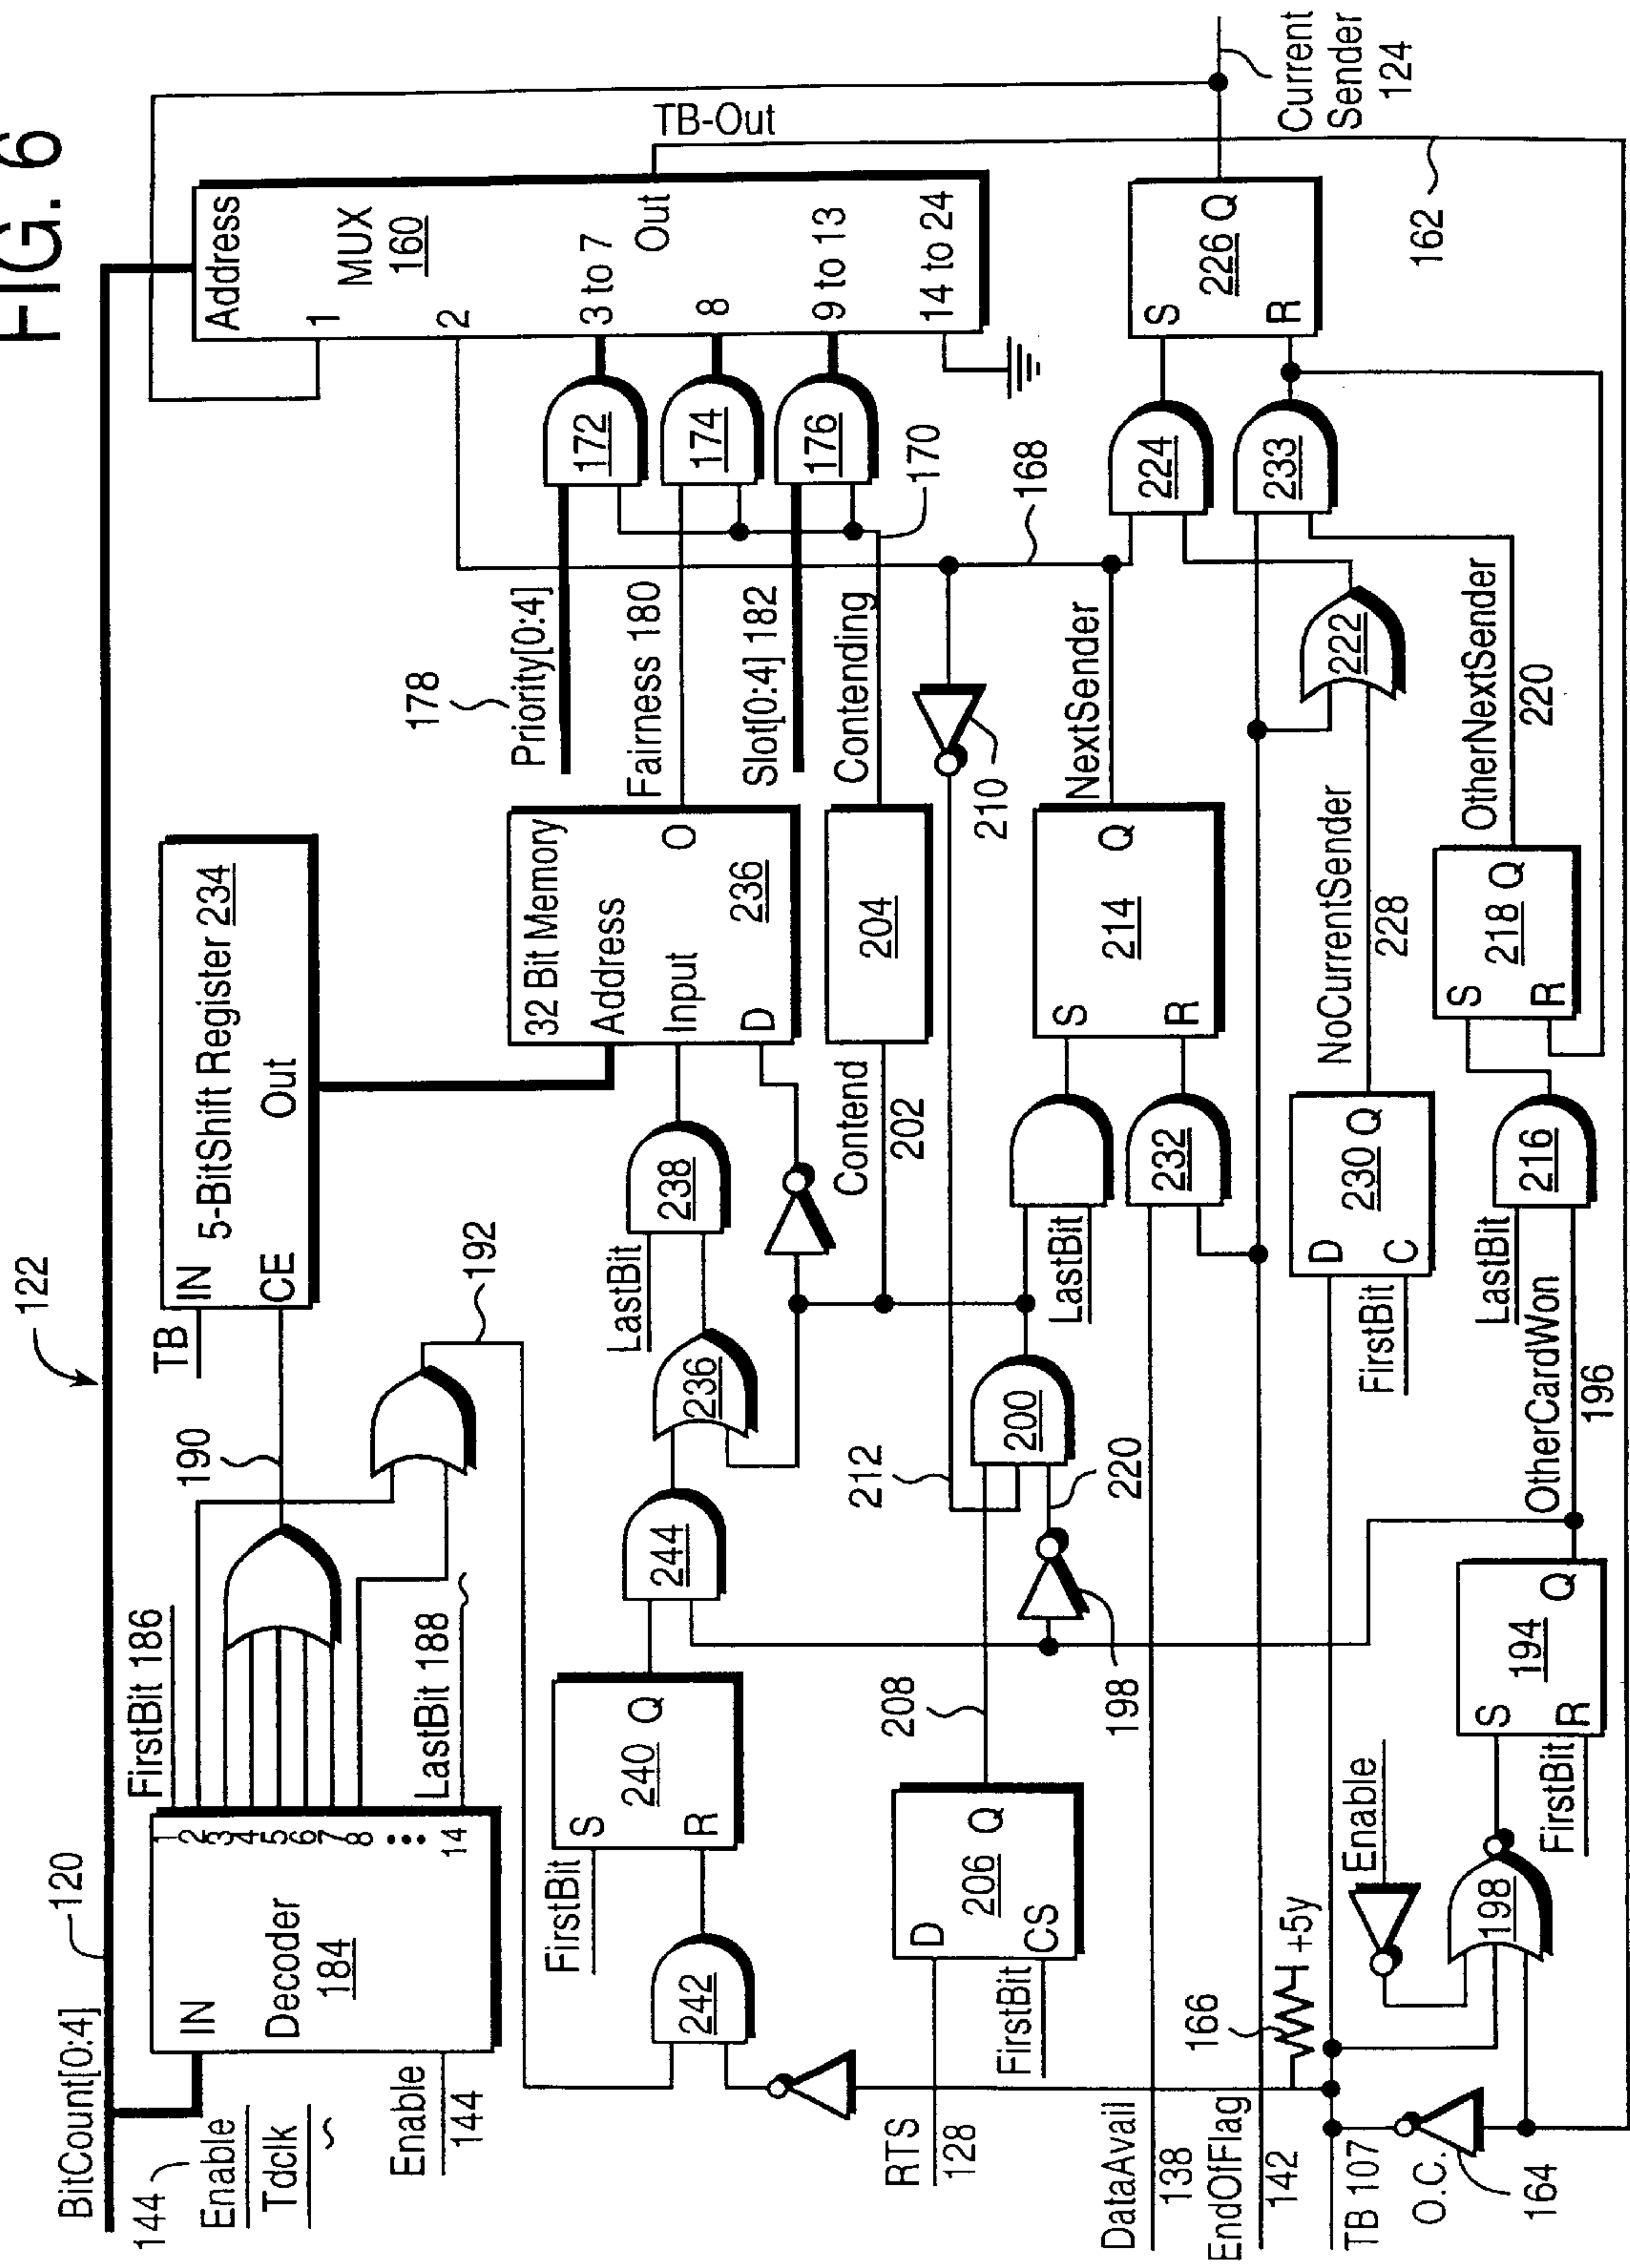 FIG. 6
122
BitCount[0:4]
120
144
Enable
Tdclk
Enable
144
IN
Decoder
184
1
2
3
4
5
6
7
8
14
FirstBit 186
LastBit 188
190
192
TB
IN
5-BitShift Register 234
CE
Out
Address
MUX
160
1
2
3 to 7
Out
8
9 to 13
14 to 24
TB-Out
Current
Sender
124
162
172
174
176
170
168
178
Priority[0:4]
Fairness 180
Slot[0:4] 182
Contending
32 Bit Memory
Address
Input
O
D
236
204
Contend
202
LastBit
238
236
244
FirstBit
S
240
Q
R
242
RTS
128
D
206
Q
FirstBit
CS
208
198
212
200
220
210
LastBit
S
214
Q
R
NextSender
232
224
233
S
226
Q
R
222
NoCurrentSender
228
D
230
Q
C
FirstBit
OtherNextSender
220
S
218
Q
R
LastBit
216
OtherCardWon
196
S
194
Q
R
FirstBit
Enable
198
166
+5y
DataAvail
138
EndOfFlag
142
TB 107
O.C.
164